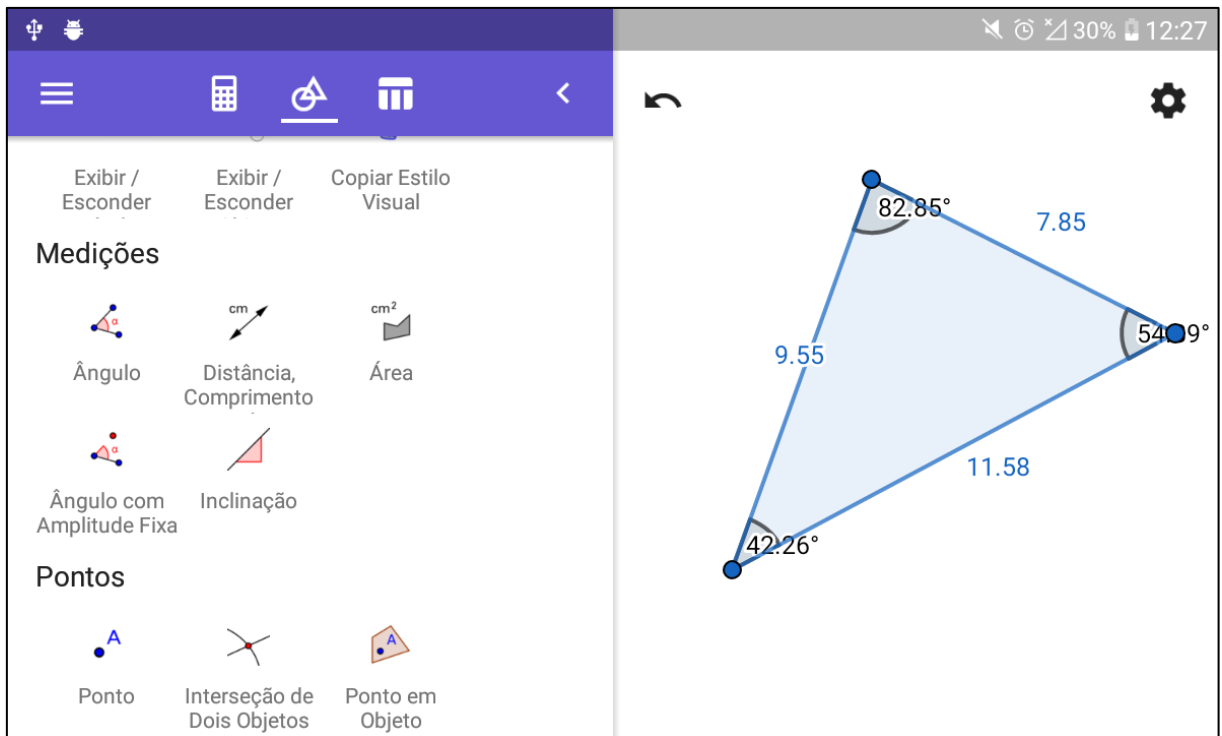 30% 12:27
Exibir /
Esconder
Exibir /
Esconder
Copiar Estilo
Visual
Medições
α
Ângulo
cm
Distância,
Comprimento
cm²
Área
α
Ângulo com
Amplitude Fixa
Inclinação
Pontos
A
Ponto
Interseção de
Dois Objetos
A
Ponto em
Objeto
82.85°
7.85
9.55
11.58
42.26°